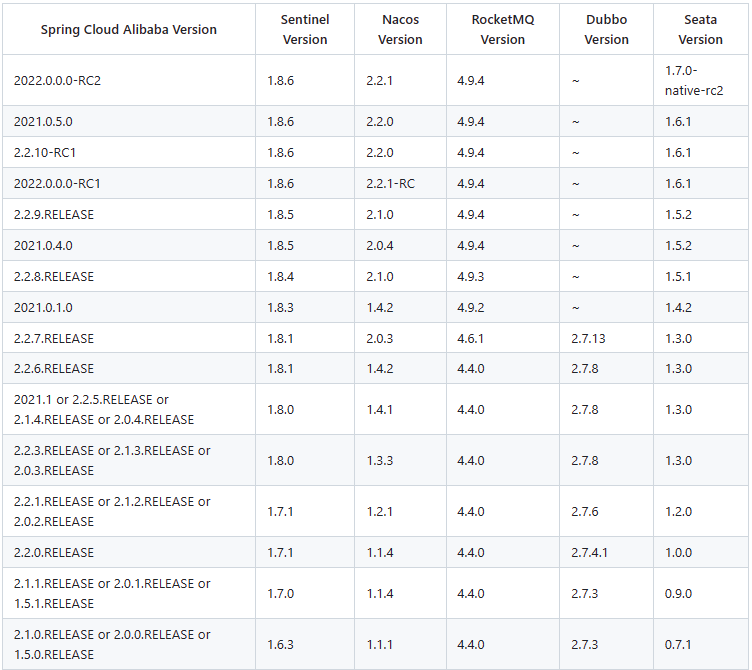 Spring Cloud Alibaba Version Sentinel Version Nacos Version RocketMQ Version Dubbo Version Seata Version
2022.0.0.0-RC2 1.8.6 2.2.1 4.9.4 ~ 1.7.0-native-rc2
2021.0.5.0 1.8.6 2.2.0 4.9.4 ~ 1.6.1
2.2.10-RC1 1.8.6 2.2.0 4.9.4 ~ 1.6.1
2022.0.0.0-RC1 1.8.6 2.2.1-RC 4.9.4 ~ 1.6.1
2.2.9.RELEASE 1.8.5 2.1.0 4.9.4 ~ 1.5.2
2021.0.4.0 1.8.5 2.0.4 4.9.4 ~ 1.5.2
2.2.8.RELEASE 1.8.4 2.1.0 4.9.3 ~ 1.5.1
2021.0.1.0 1.8.3 1.4.2 4.9.2 ~ 1.4.2
2.2.7.RELEASE 1.8.1 2.0.3 4.6.1 2.7.13 1.3.0
2.2.6.RELEASE 1.8.1 1.4.2 4.4.0 2.7.8 1.3.0
2021.1 or 2.2.5.RELEASE or 2.1.4.RELEASE or 2.0.4.RELEASE 1.8.0 1.4.1 4.4.0 2.7.8 1.3.0
2.2.3.RELEASE or 2.1.3.RELEASE or 2.0.3.RELEASE 1.8.0 1.3.3 4.4.0 2.7.8 1.3.0
2.2.1.RELEASE or 2.1.2.RELEASE or 2.0.2.RELEASE 1.7.1 1.2.1 4.4.0 2.7.6 1.2.0
2.2.0.RELEASE 1.7.1 1.1.4 4.4.0 2.7.4.1 1.0.0
2.1.1.RELEASE or 2.0.1.RELEASE or 1.5.1.RELEASE 1.7.0 1.1.4 4.4.0 2.7.3 0.9.0
2.1.0.RELEASE or 2.0.0.RELEASE or 1.5.0.RELEASE 1.6.3 1.1.1 4.4.0 2.7.3 0.7.1